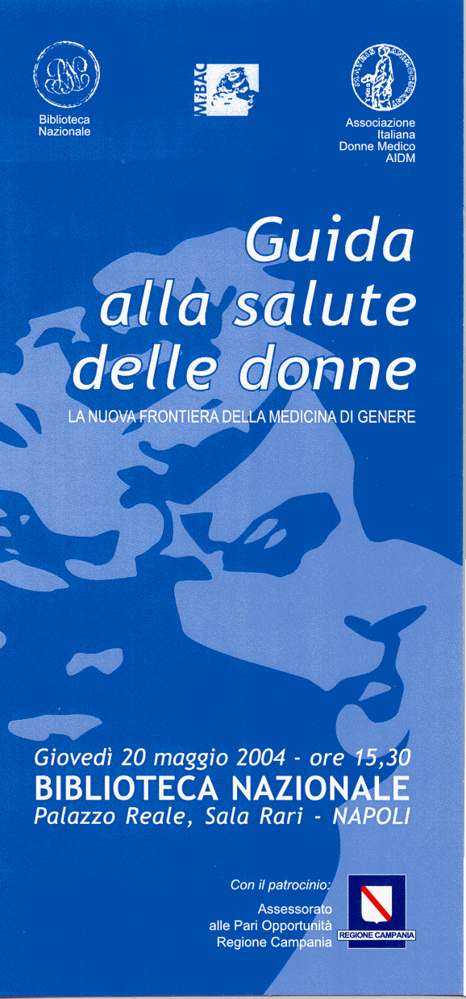 Biblioteca
Nazionale
MiBAC
Associazione
Italiana
Donne Medico
AIDM
Guida
alla salute
delle donne
LA NUOVA FRONTIERA DELLA MEDICINA DI GENERE
Giovedì 20 maggio 2004 - ore 15,30
BIBLIOTECA NAZIONALE
Palazzo Reale, Sala Rari - NAPOLI
Con il patrocinio:
Assessorato
alle Pari Opportunità
Regione Campania
REGIONE CAMPANIA